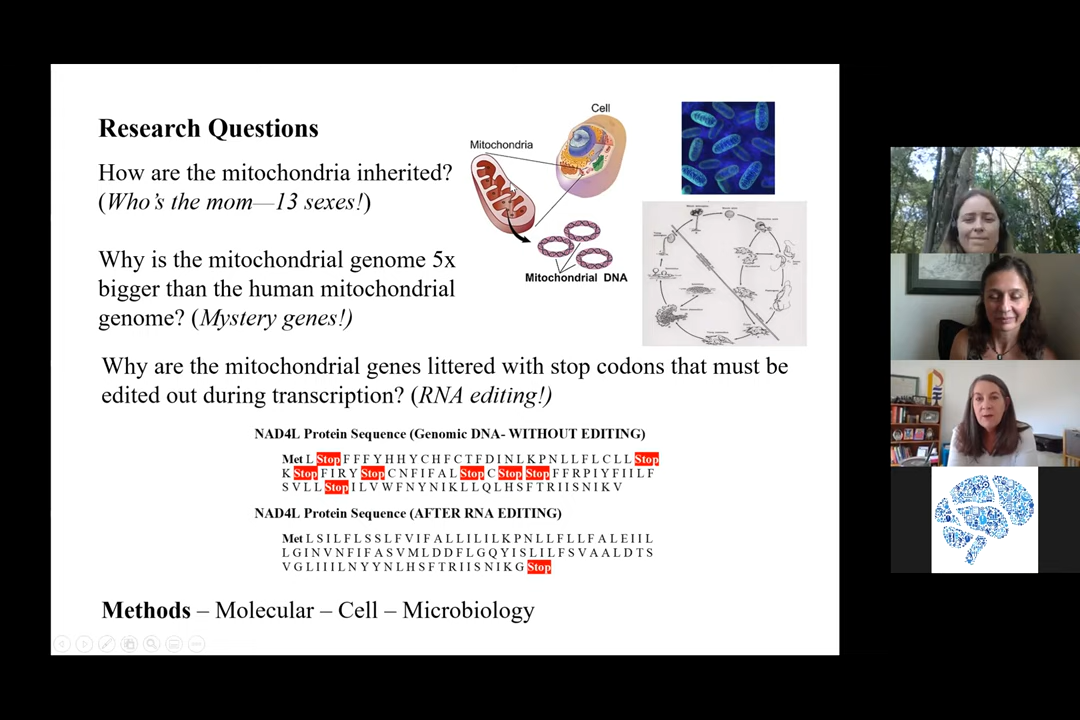 Research Questions
How are the mitochondria inherited?
(Who's the mom—13 sexes!)
Why is the mitochondrial genome 5x
bigger than the human mitochondrial
genome? (Mystery genes!)
Cell
Mitochondria
Mitochondrial DNA
Why are the mitochondrial genes littered with stop codons that must be
edited out during transcription? (RNA editing!)
NAD4L Protein Sequence (Genomic DNA- WITHOUT EDITING)
Met L Stop F F F Y H H Y C H F C T F D I N L K P N L L F L C L L Stop
K Stop F I R Y Stop C N F I F A L Stop C Stop Stop F F R P I Y F I I L F
S V L L Stop I L V W F N Y N I K L L Q L H S F T R I I S N I K V
NAD4L Protein Sequence (AFTER RNA EDITING)
Met L S I L F L S S L F V I F A L L I L I L K P N L L F L L F A L E I I L
L G I N V N F I F A S V M L D D F L G Q Y I S L I L F S V A A L D T S
V G L I I I L N Y Y N L H S F T R I I S N I K G Stop
Methods – Molecular – Cell – Microbiology